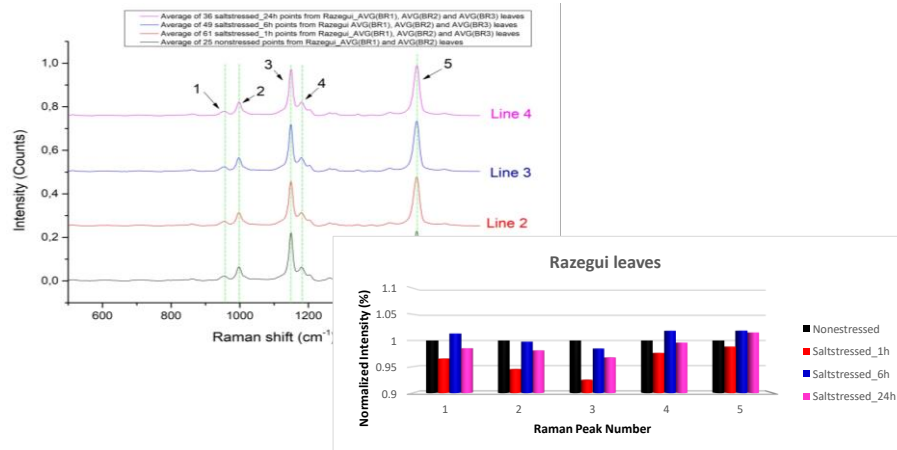 Average of 36 saltstressed_24h points from Razegui_AVG(BR1), AVG(BR2) and AVG(BR3) leaves
Average of 49 saltstressed_6h points from Razegui AVG(BR1), AVG(BR2) and AVG(BR3) leaves
Average of 61 saltstressed_1h points from Razegui_AVG(BR1), AVG(BR2) and AVG(BR3) leaves
Average of 25 nonstressed points from Razegui_AVG(BR1) and AVG(BR2) leaves
1,0
0,8
0,6
0,4
0,2
0,0
Intensity (Counts)
1
2
3
4
5
Line 4
Line 3
Line 2
600
800
1000
1200
Raman shift (cm⁻¹
Razegui leaves
Normalized Intensity (%)
1.1
1.05
1
0.95
0.9
1 2 3 4 5
Raman Peak Number
Nonestressed
Saltstressed_1h
Saltstressed_6h
Saltstressed_24h